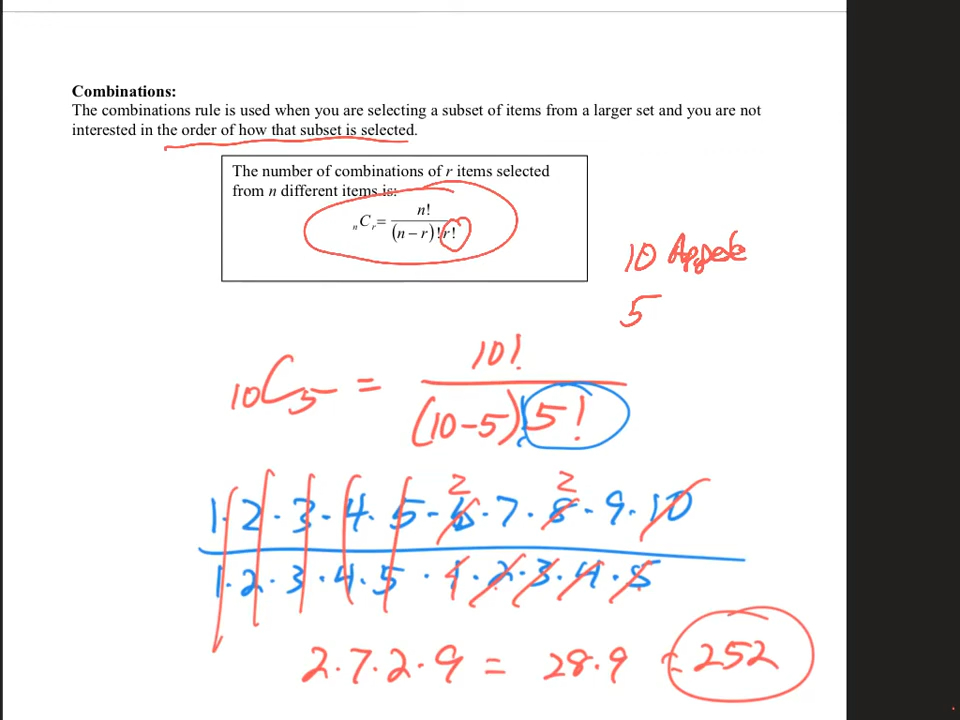 Combinations:
The combinations rule is used when you are selecting a subset of items from a larger set and you are not
interested in the order of how that subset is selected.
The number of combinations of r items selected
from n different items is:
nCr = n! / (n − r)!r!
10
5
10C5 = 10! / (10-5)!5!
2 2
1·2·3·4·5·6·7·8·9·10
1·2·3·4·5·1·2·3·4·5
2·7·2·9 = 28·9 = 252